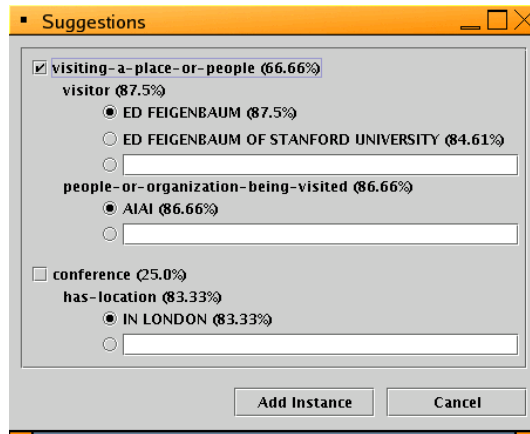 Suggestions
visiting-a-place-or-people (66.66%)
visitor (87.5%)
ED FEIGENBAUM (87.5%)
ED FEIGENBAUM OF STANFORD UNIVERSITY (84.61%)
people-or-organization-being-visited (86.66%)
AIAI (86.66%)
conference (25.0%)
has-location (83.33%)
IN LONDON (83.33%)
Add Instance Cancel